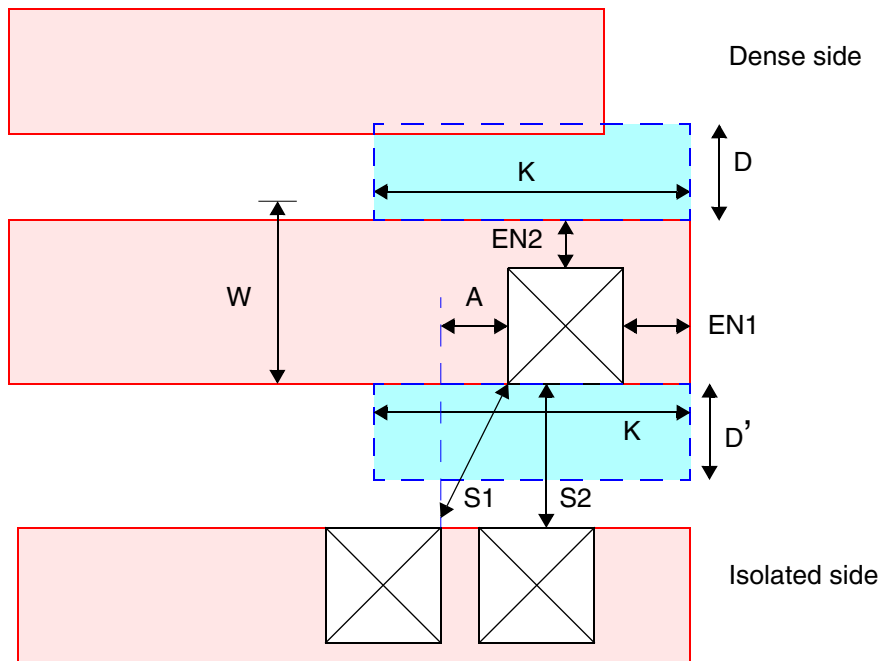 Dense side
D
K
EN2
W
A
EN1
K
D’
S1
S2
Isolated side